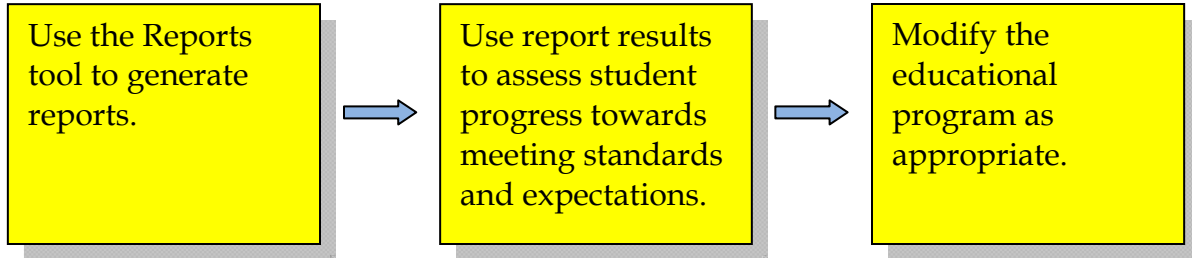 Use the Reports
tool to generate
reports.
Use report results
to assess student
progress towards
meeting standards
and expectations.
Modify the
educational
program as
appropriate.